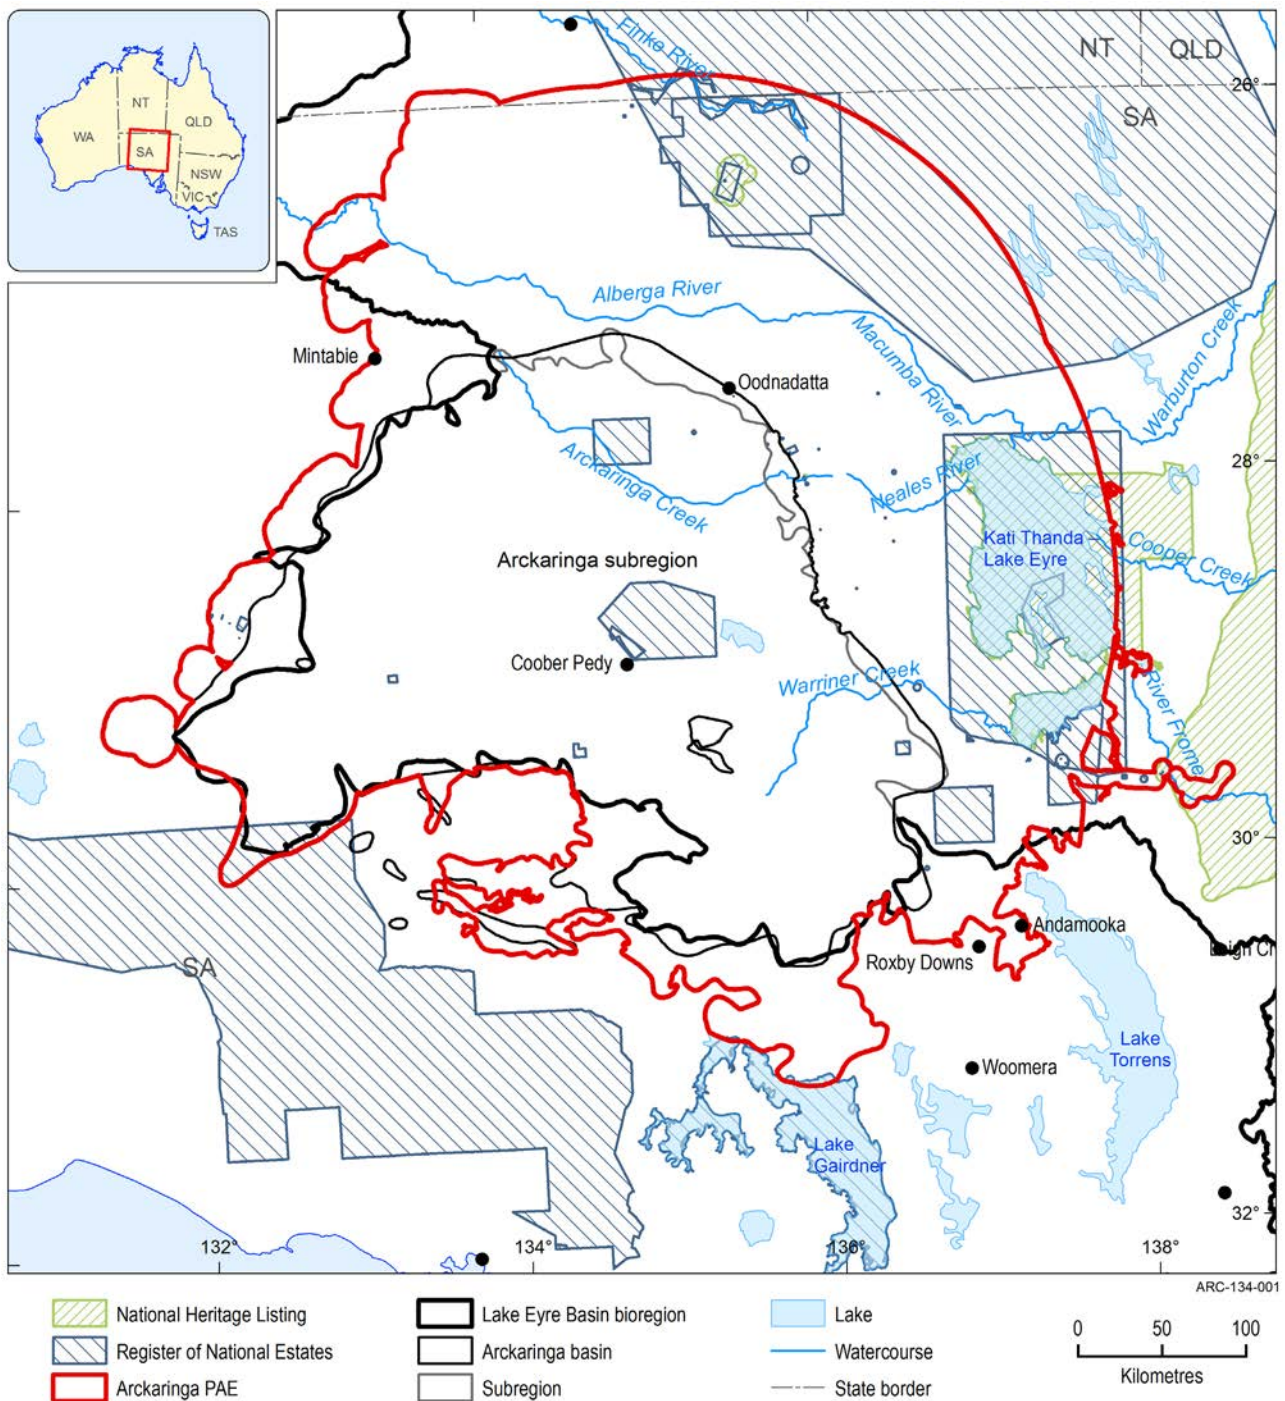 NT
WA
QLD
SA
NSW
VIC
TAS
Finke River
NT
QLD
26°
SA
Alberga River
Macumba River
Warburton Creek
Mintabie
Oodnadatta
28°
Arckaringa Creek
Neales River
Kati Thanda
Lake Eyre
Cooper Creek
Arckaringa subregion
Coober Pedy
Warriner Creek
River Frome
30°
SA
Andamooka
Roxby Downs
Lake
Torrens
Woomera
Lake
Gairdner
32°
132°
134°
136°
138°
ARC-134-001
National Heritage Listing
Lake Eyre Basin bioregion
Lake
0 50 100
Register of National Estates
Arckaringa basin
Watercourse
Kilometres
Arckaringa PAE
Subregion
State border